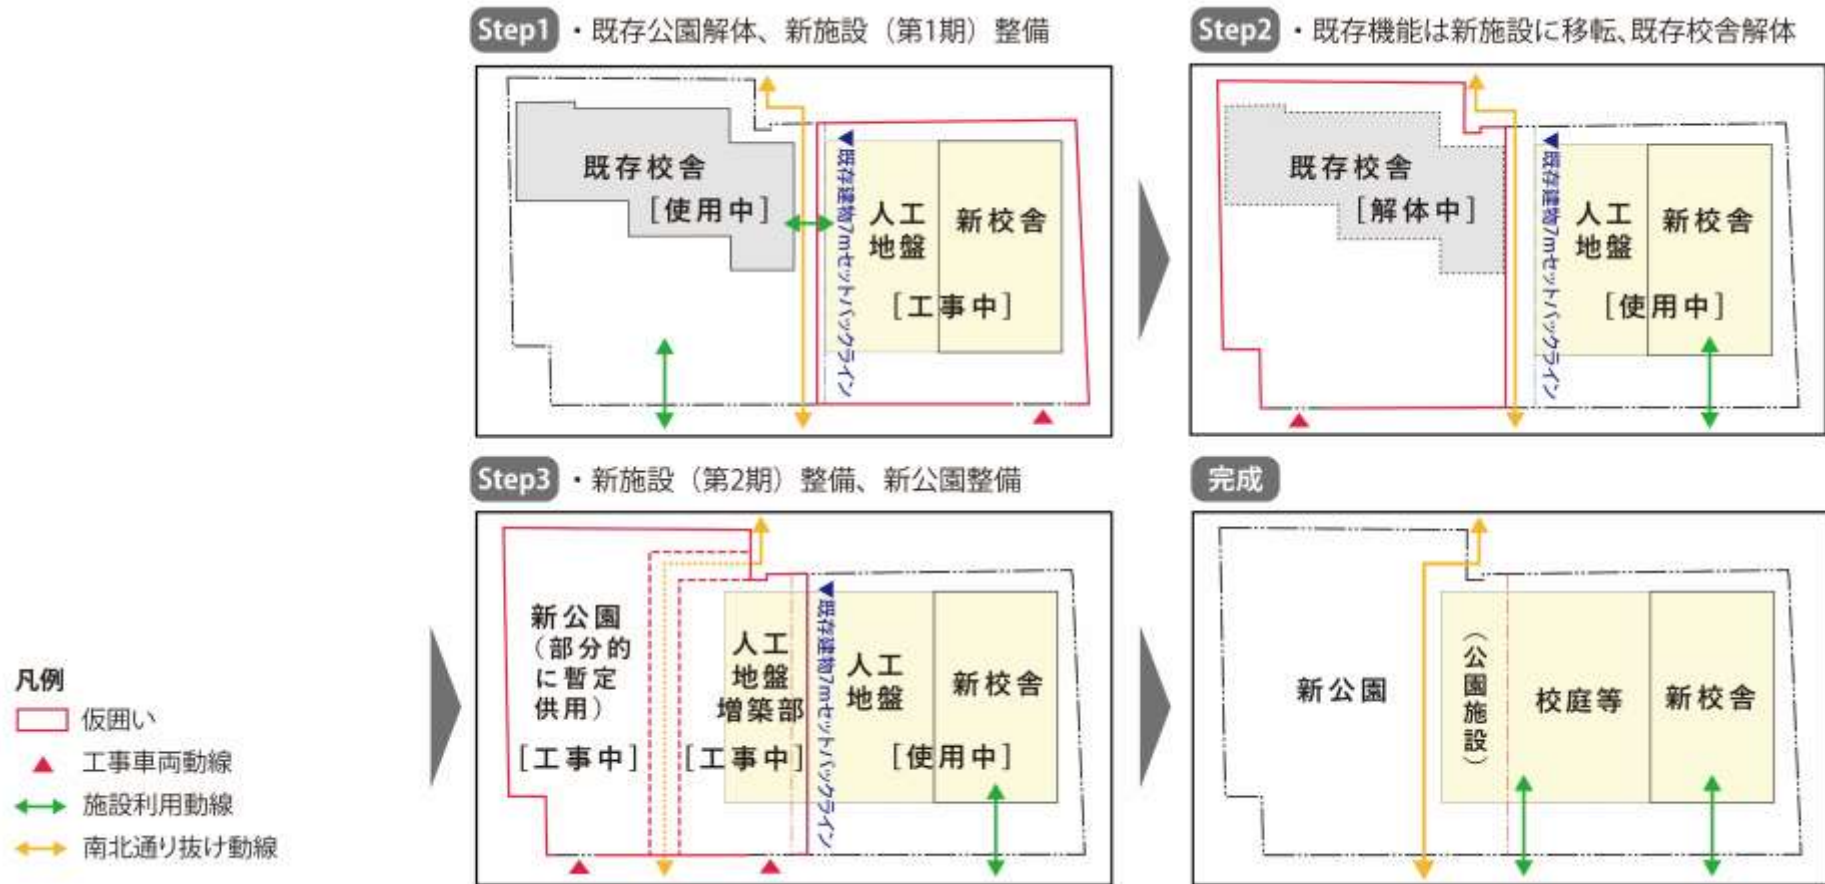 Step1 ・既存公園解体、新施設（第1期）整備
既存校舎
［使用中］
▼既存建物7mセットバックライン
人工
地盤
新校舎
［工事中］
Step2 ・既存機能は新施設に移転、既存校舎解体
既存校舎
［解体中］
▼既存建物7mセットバックライン
人工
地盤
新校舎
［使用中］
Step3 ・新施設（第2期）整備、新公園整備
新公園
（部分的
に暫定
供用）
［工事中］
人工
地盤
増築部
［工事中］
▼既存建物7mセットバックライン
人工
地盤
新校舎
［使用中］
完成
新公園
（公園施設）
校庭等
新校舎
凡例
仮囲い
工事車両動線
施設利用動線
南北通り抜け動線